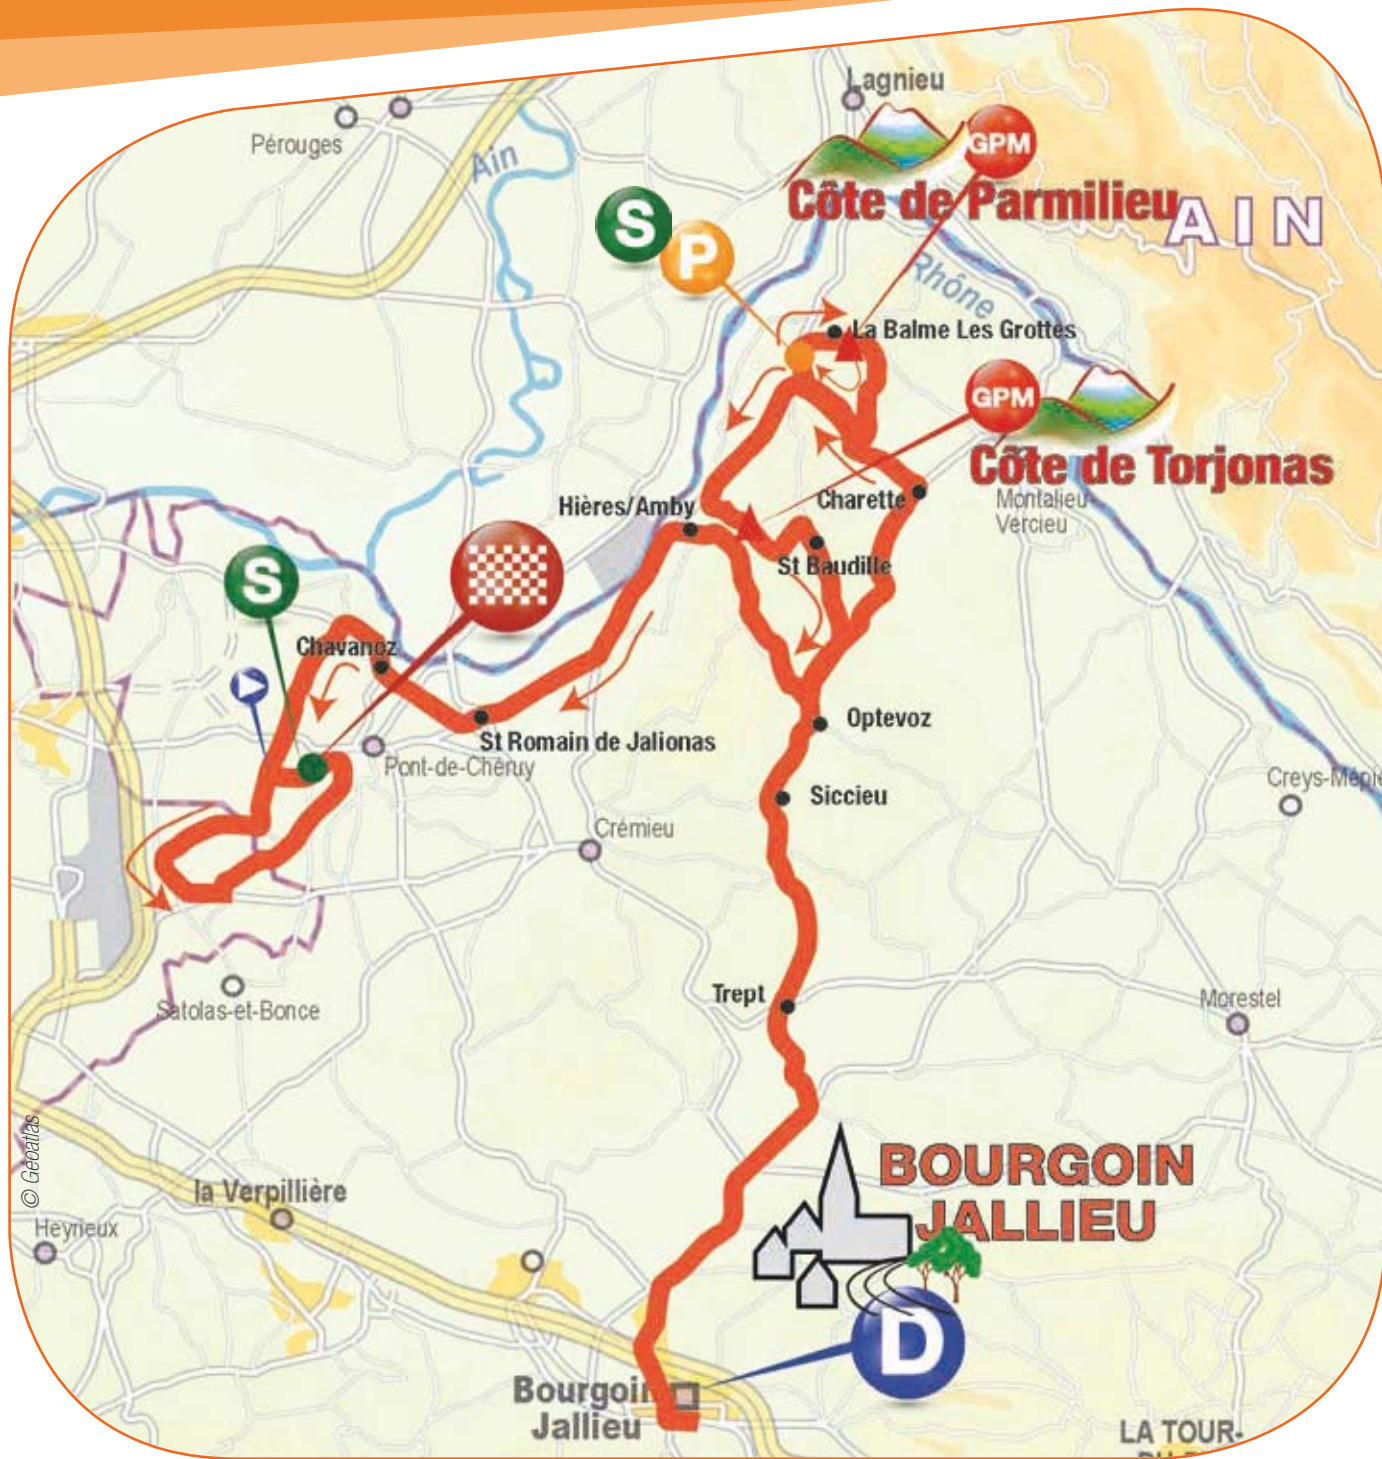 Lagnieu
Pérouges
Ain
GPM
Côte de Parmilieu
AIN
S
P
Rhône
La Balme Les Grottes
GPM
Côte de Torjonas
Hières/Amby
Charette
Montalieu-
Vercieu
St Baudille
S
Chavanoz
Optevoz
St Romain de Jalionas
Pont-de-Chéruy
Creys-Mépie
Siccieu
Crémieu
Trept
Morestel
Satolas-et-Bonce
© Géoatlas
BOURGOIN
JALLIEU
la Verpillière
Heyrieux
D
Bourgoin
Jallieu
LA TOUR-